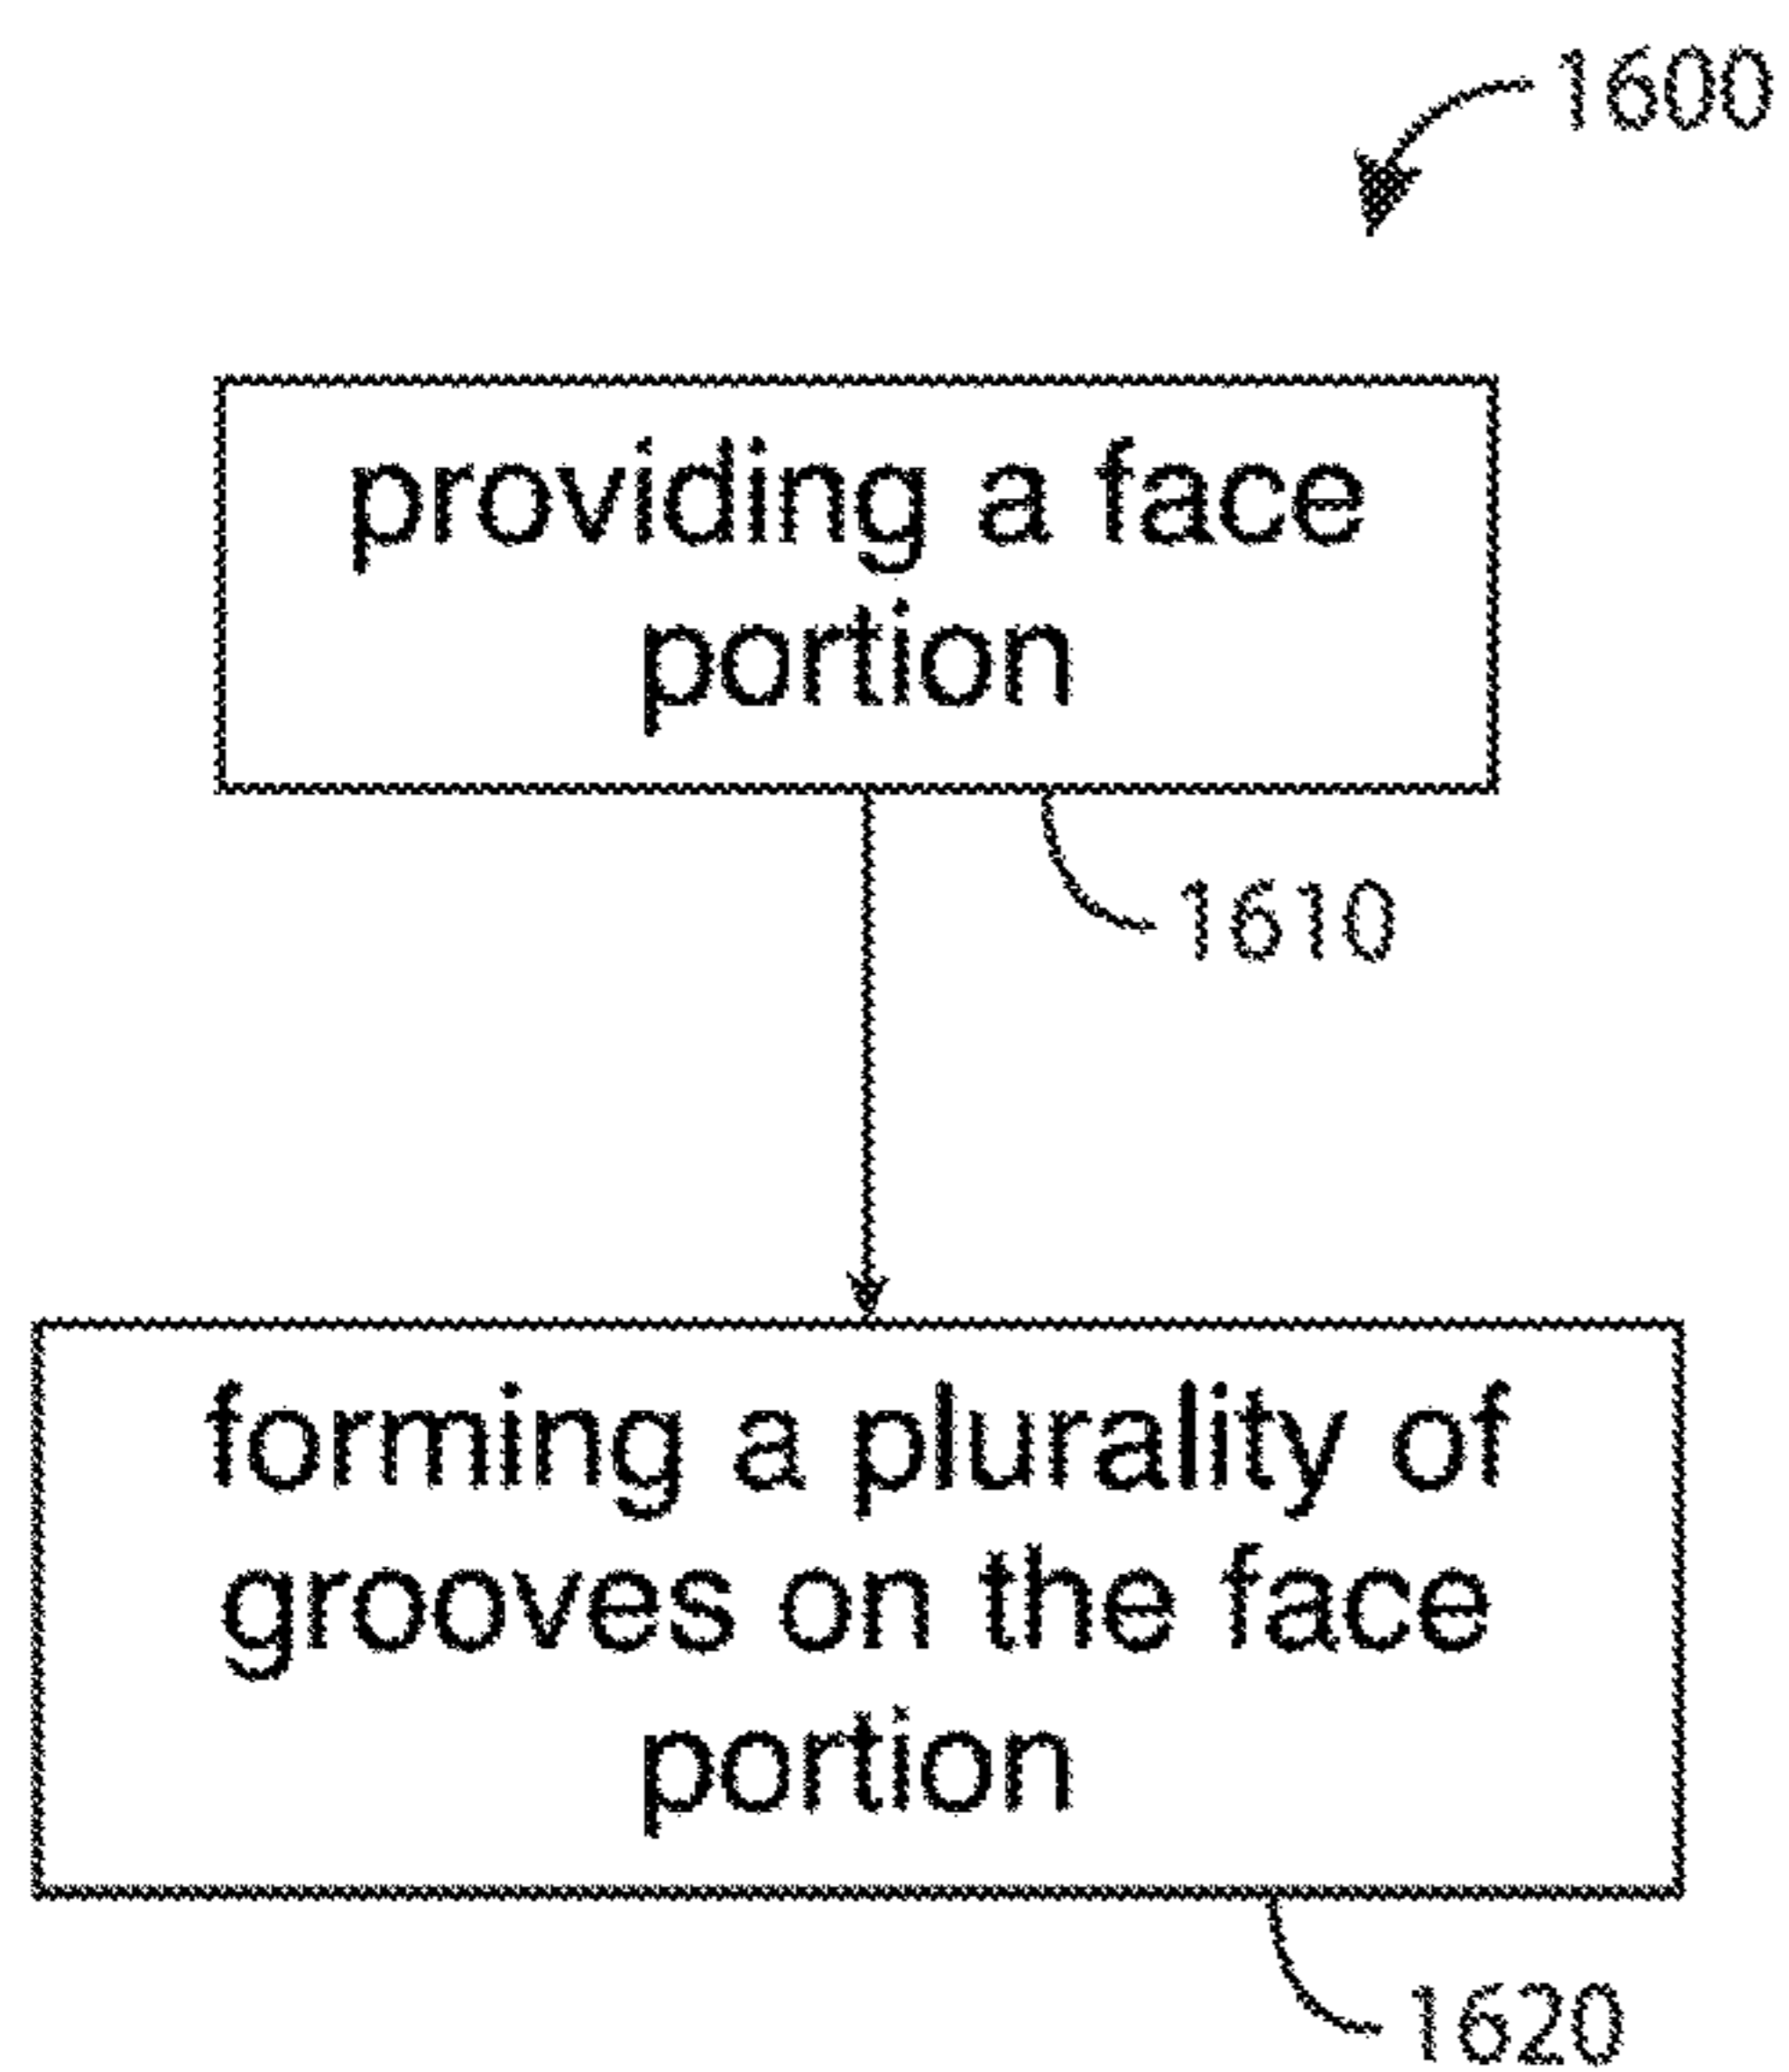 1600
providing a face
portion
1610
forming a plurality of
grooves on the face
portion
1620